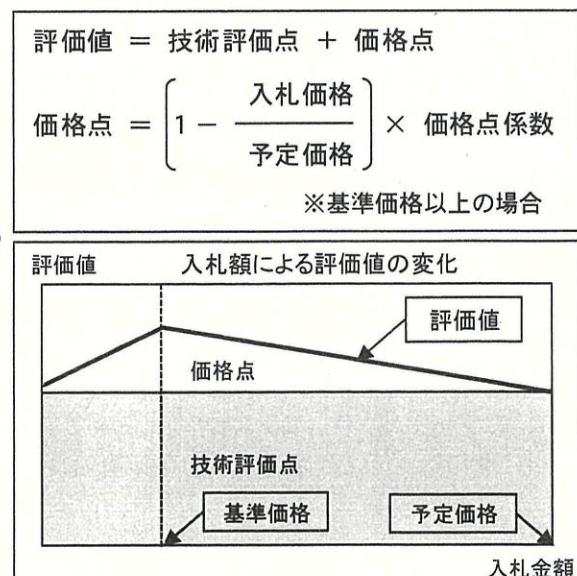 評価値 = 技術評価点 + 価格点
価格点 = (1 - 入札価格 / 予定価格) × 価格点係数
※基準価格以上の場合
評価値 入札額による評価値の変化
評価値
価格点
技術評価点
基準価格 予定価格
入札金額